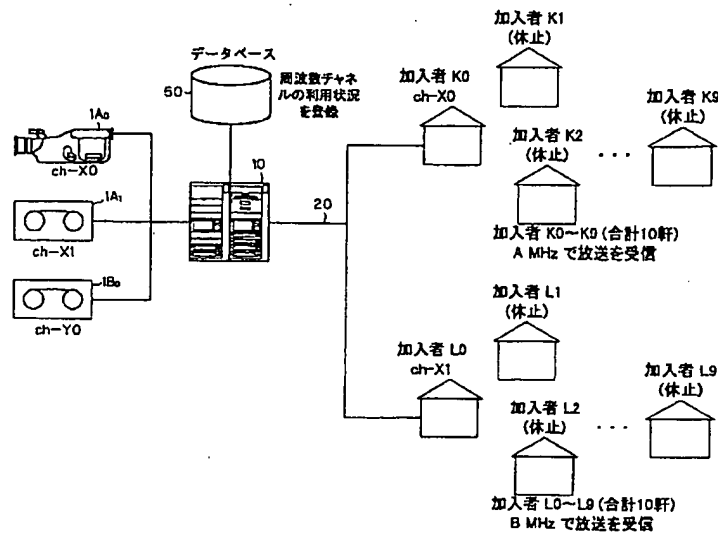 データベース
50
周波数チャネ
ルの利用状況
を登録
1A0
ch-X0
1A1
ch-X1
1B0
ch-Y0
10
20
加入者 K0
ch-X0
加入者 K1
(休止)
加入者 K2
(休止)
・・・
加入者 K9
(休止)
加入者 K0～K9 (合計10軒)
A MHz で放送を受信
加入者 L0
ch-X1
加入者 L1
(休止)
加入者 L2
(休止)
・・・
加入者 L9
(休止)
加入者 L0～L9 (合計10軒)
B MHz で放送を受信